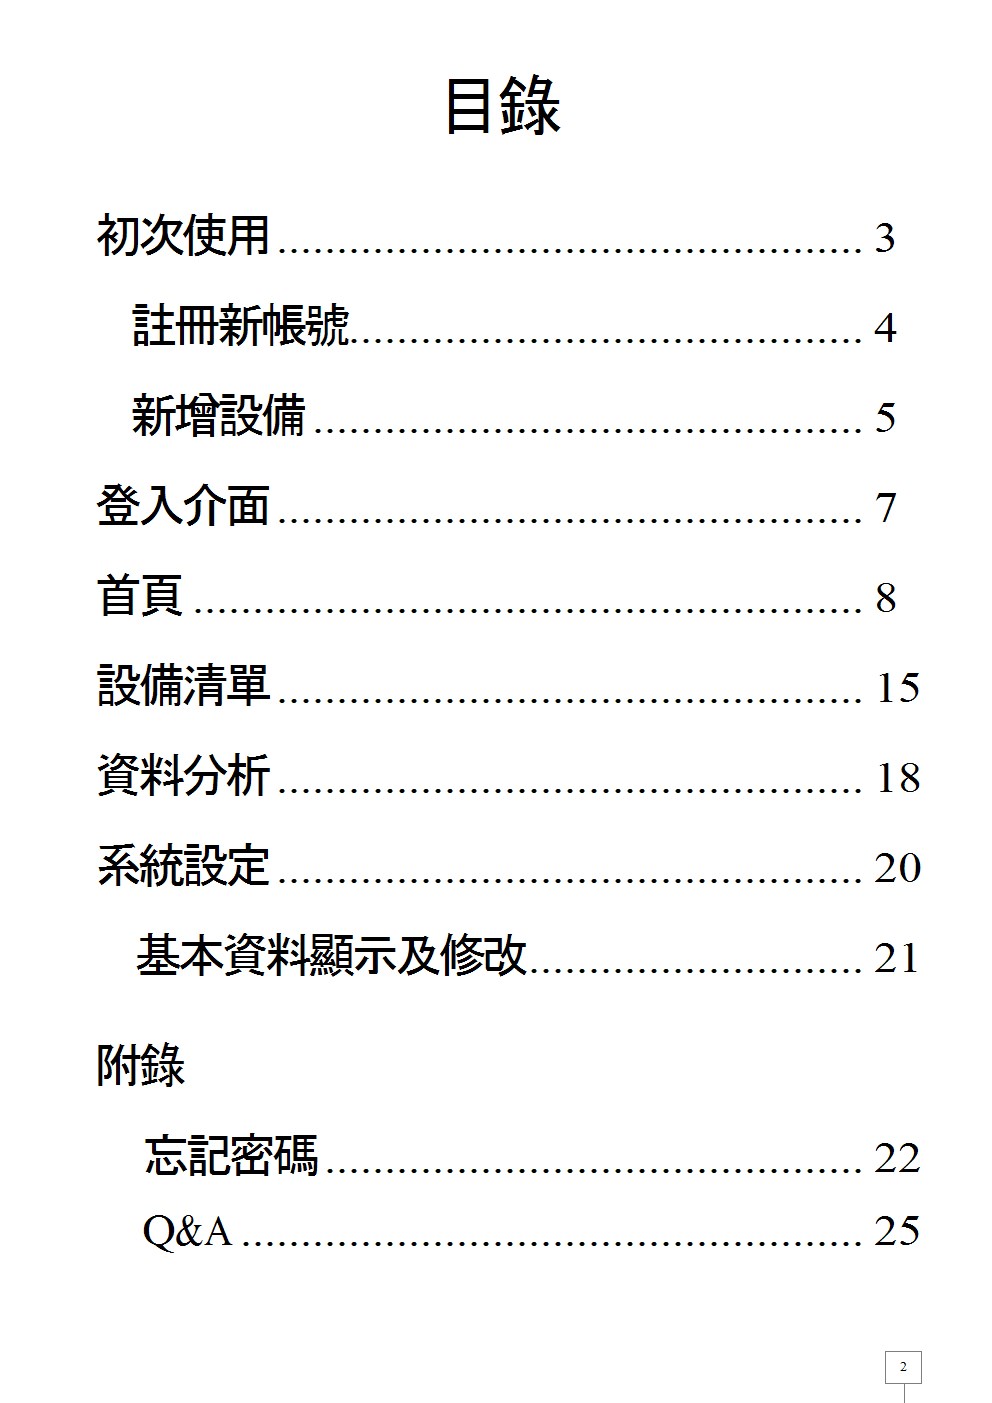 目錄
初次使用 ................................................ 3
註冊新帳號........................................... 4
新增設備 ............................................. 5
登入介面 ................................................ 7
首頁 ....................................................... 8
設備清單 ................................................ 15
資料分析 ................................................ 18
系統設定 ................................................ 20
基本資料顯示及修改............................ 21
附錄
忘記密碼 ............................................ 22
Q&A ................................................... 25
2